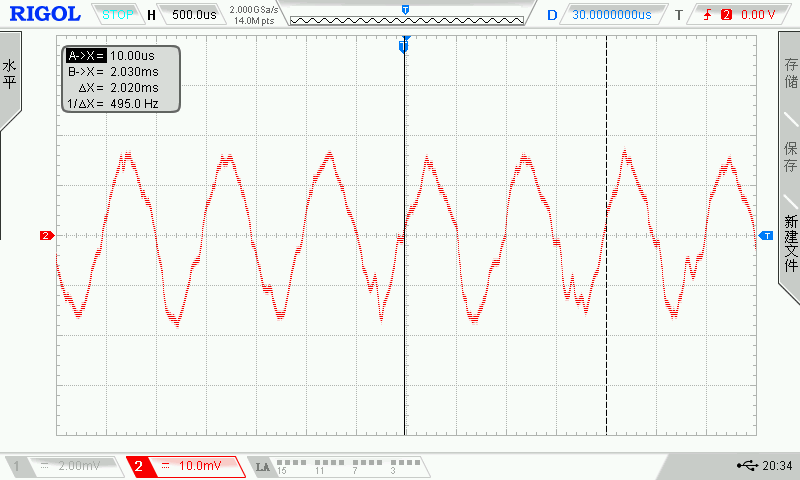 RIGOL STOP H 500.0us 2.000GSa/s 14.0M pts D 30.0000000us T 2 0.00 V
T
T
水平
A->X= 10.00us
B->X= 2.030ms
ΔX= 2.020ms
1/ΔX= 495.0 Hz
存储
保存
新建文件
2
T
1 2.00mV 2 10.0mV LA 15 11 7 3 20:34